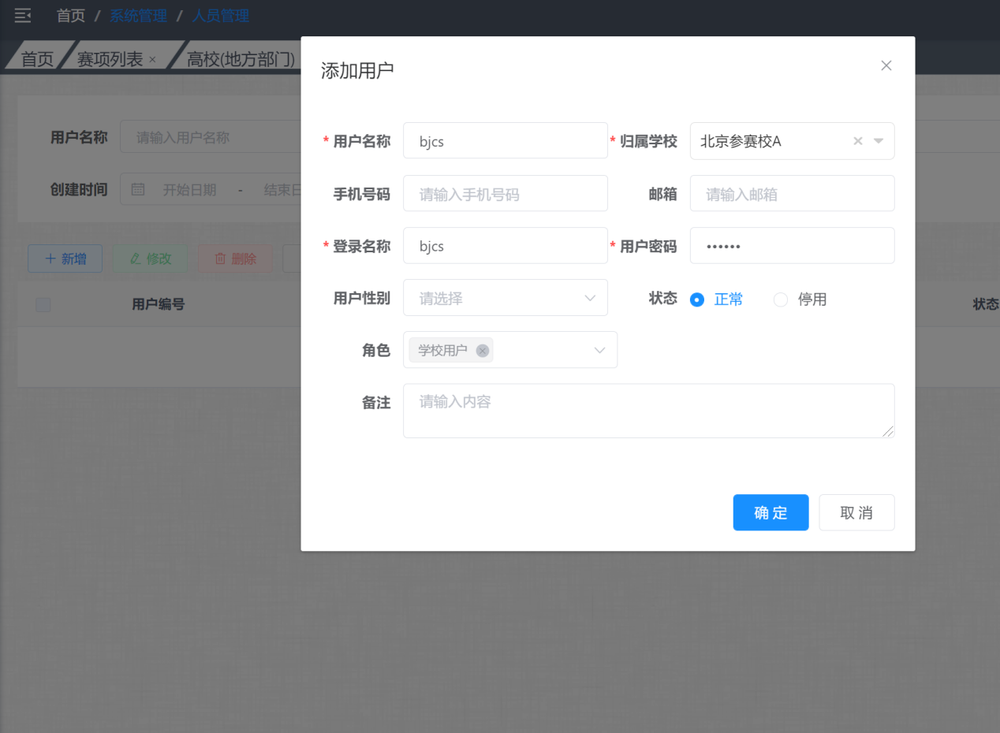 首页 / 系统管理 / 人员管理
首页 赛项列表 × 高校(地方部门)
添加用户
用户名称 请输入用户名称
创建时间 开始日期 - 结束日
+ 新增 修改 删除
用户编号 状态
* 用户名称 bjcs * 归属学校 北京参赛校A
手机号码 请输入手机号码 邮箱 请输入邮箱
* 登录名称 bjcs * 用户密码 ••••••
用户性别 请选择 状态 正常 停用
角色 学校用户
备注 请输入内容
确 定 取 消